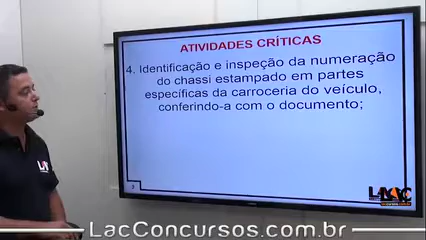 ATIVIDADES CRÍTICAS
4. Identificação e inspeção da numeração
do chassi estampado em partes
específicas da carroceria do veículo,
conferindo-a com o documento;
3
LacConcursos.com.br